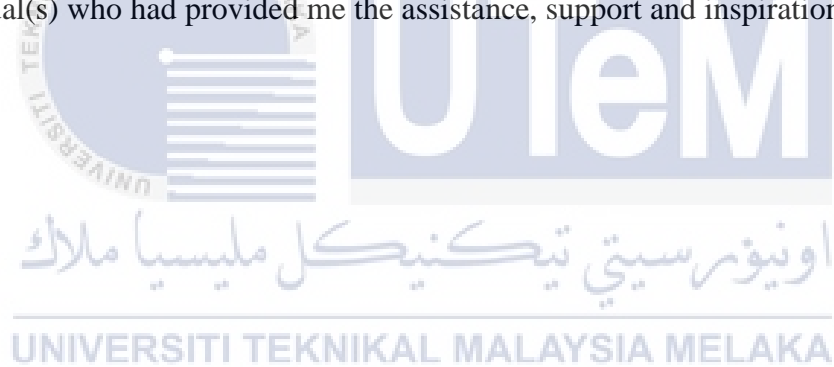 al(s) who had provided me the assistance, support and inspiration
UTeM
اونيۏرسيتي تيكنيكل مليسيا ملاك
UNIVERSITI TEKNIKAL MALAYSIA MELAKA